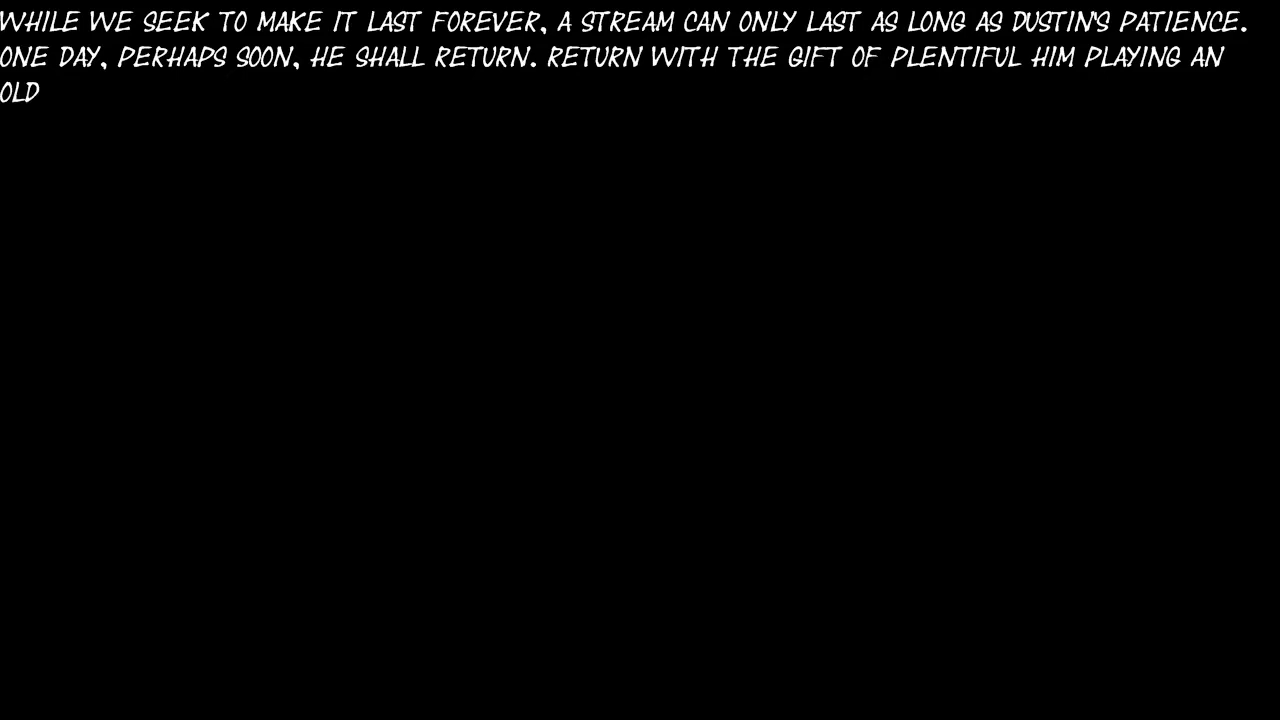 WHILE WE SEEK TO MAKE IT LAST FOREVER, A STREAM CAN ONLY LAST AS LONG AS DUSTIN'S PATIENCE.
ONE DAY, PERHAPS SOON, HE SHALL RETURN. RETURN WITH THE GIFT OF PLENTIFUL HIM PLAYING AN
OLD